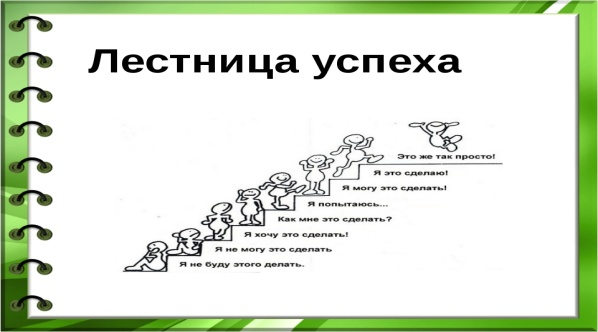 Лестница успеха
Это же так просто!
Я это сделаю!
Я могу это сделать!
Я попытаюсь...
Как мне это сделать?
Я хочу это сделать!
Я не могу это сделать
Я не буду этого делать.